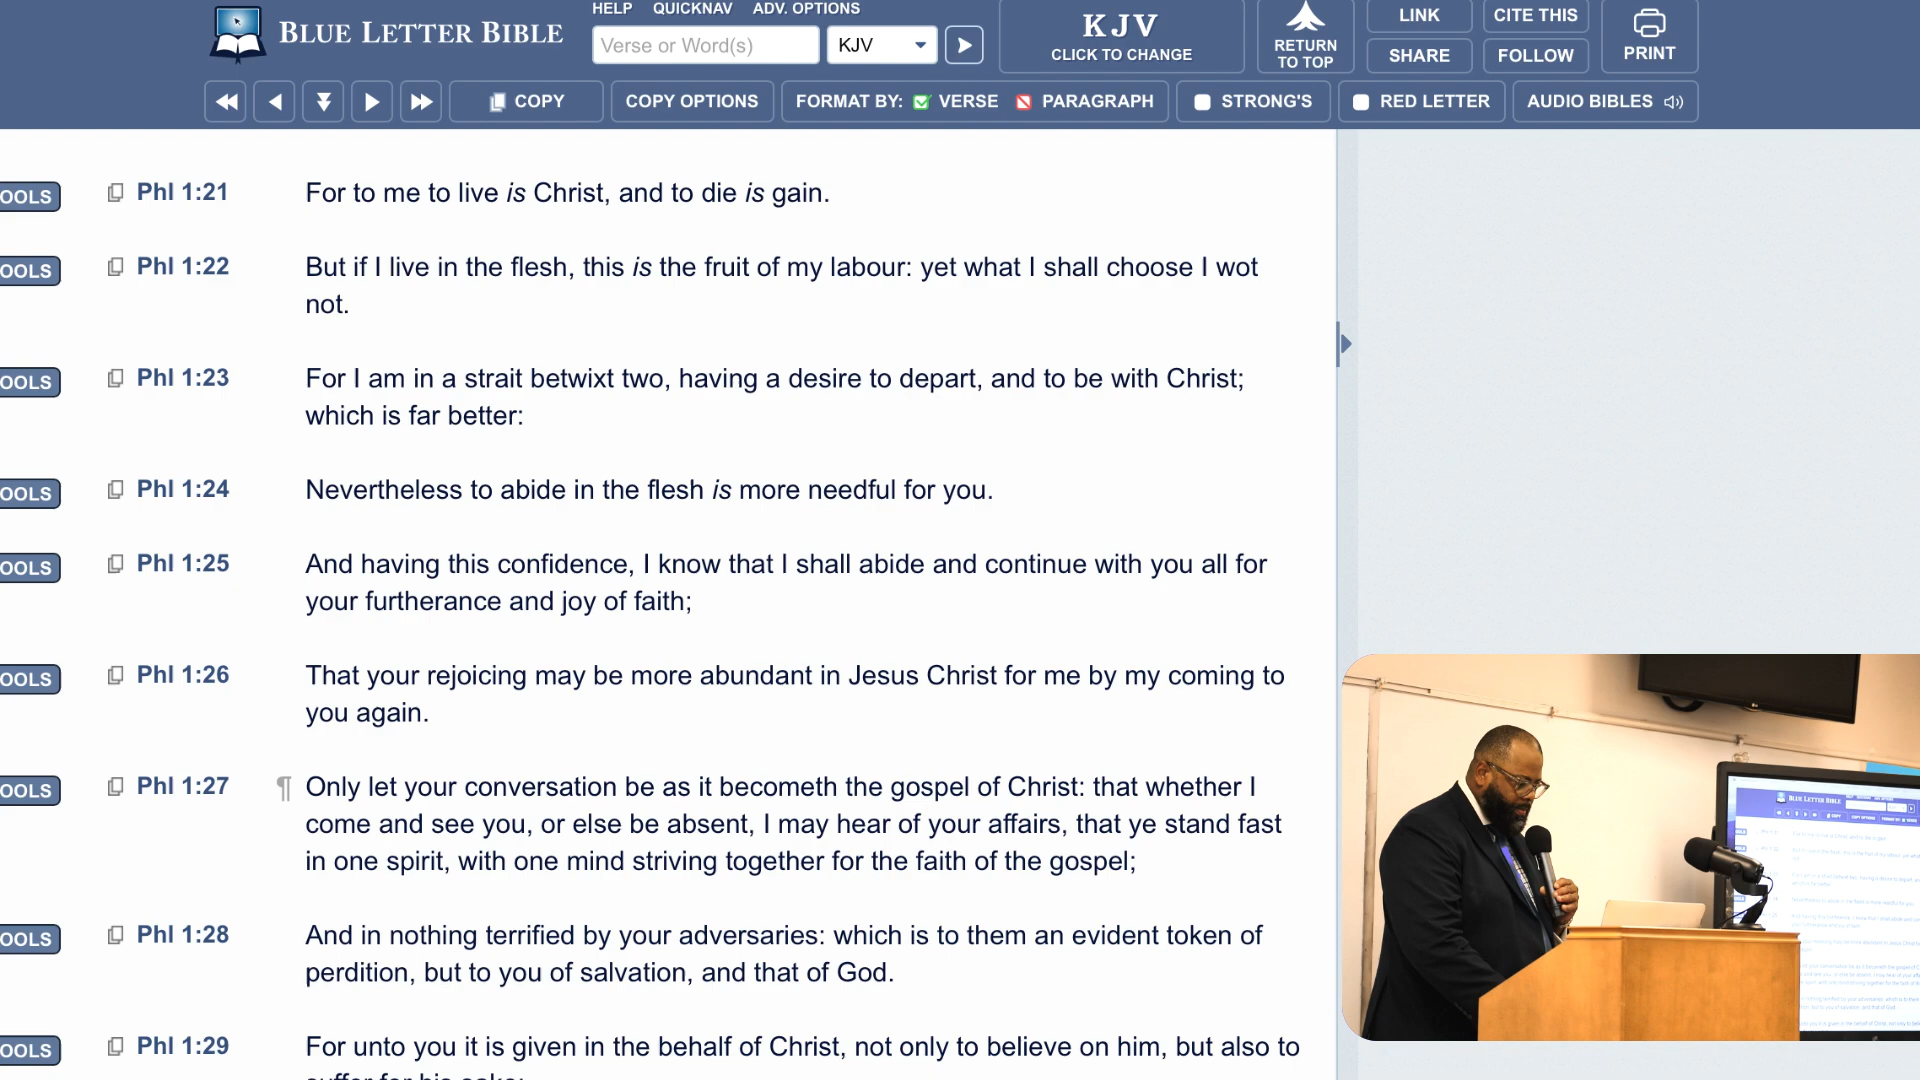 HELP QUICKNAV ADV. OPTIONS
BLUE LETTER BIBLE
Verse or Word(s)
KJV
KJV
CLICK TO CHANGE
RETURN
TO TOP
LINK
CITE THIS
SHARE
FOLLOW
PRINT
COPY
COPY OPTIONS
FORMAT BY: VERSE PARAGRAPH
STRONG'S
RED LETTER
AUDIO BIBLES
OOLS Phl 1:21 For to me to live is Christ, and to die is gain.
OOLS Phl 1:22 But if I live in the flesh, this is the fruit of my labour: yet what I shall choose I wot
not.
OOLS Phl 1:23 For I am in a strait betwixt two, having a desire to depart, and to be with Christ;
which is far better:
OOLS Phl 1:24 Nevertheless to abide in the flesh is more needful for you.
OOLS Phl 1:25 And having this confidence, I know that I shall abide and continue with you all for
your furtherance and joy of faith;
OOLS Phl 1:26 That your rejoicing may be more abundant in Jesus Christ for me by my coming to
you again.
OOLS Phl 1:27 ¶ Only let your conversation be as it becometh the gospel of Christ: that whether I
come and see you, or else be absent, I may hear of your affairs, that ye stand fast
in one spirit, with one mind striving together for the faith of the gospel;
OOLS Phl 1:28 And in nothing terrified by your adversaries: which is to them an evident token of
perdition, but to you of salvation, and that of God.
OOLS Phl 1:29 For unto you it is given in the behalf of Christ, not only to believe on him, but also to
suffer for his sake;
BLUE LETTER BIBLE